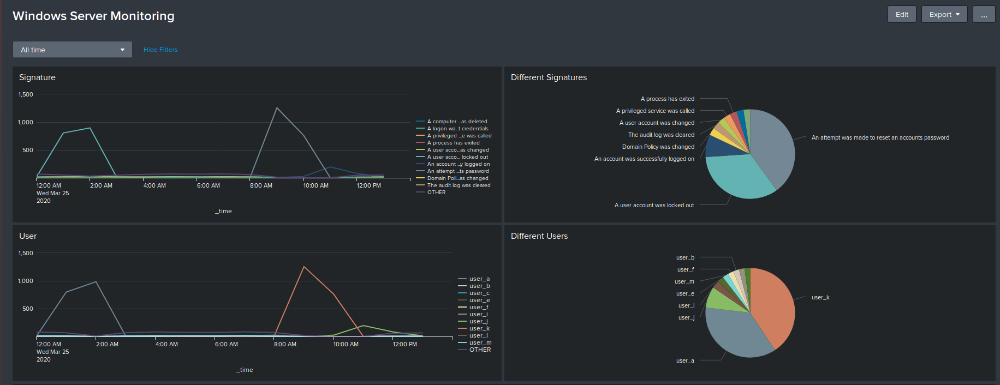 Windows Server Monitoring
Edit
Export
...
All time
Hide Filters
Signature
1,500
1,000
500
12:00 AM
Wed Mar 25
2020
2:00 AM
4:00 AM
6:00 AM
8:00 AM
10:00 AM
12:00 PM
_time
A computer ...as deleted
A logon wa...t credentials
A privileged ...e was called
A process has exited
A user acco...as changed
A user acco... locked out
An account ...y logged on
An attempt ...ts password
Domain Poli...as changed
The audit log was cleared
OTHER
Different Signatures
A process has exited
A privileged service was called
A user account was changed
The audit log was cleared
Domain Policy was changed
An account was successfully logged on
A user account was locked out
An attempt was made to reset an accounts password
User
1,500
1,000
500
12:00 AM
Wed Mar 25
2020
2:00 AM
4:00 AM
6:00 AM
8:00 AM
10:00 AM
12:00 PM
_time
user_a
user_b
user_c
user_e
user_f
user_i
user_j
user_k
user_l
user_m
OTHER
Different Users
user_b
user_f
user_m
user_e
user_l
user_j
user_a
user_k